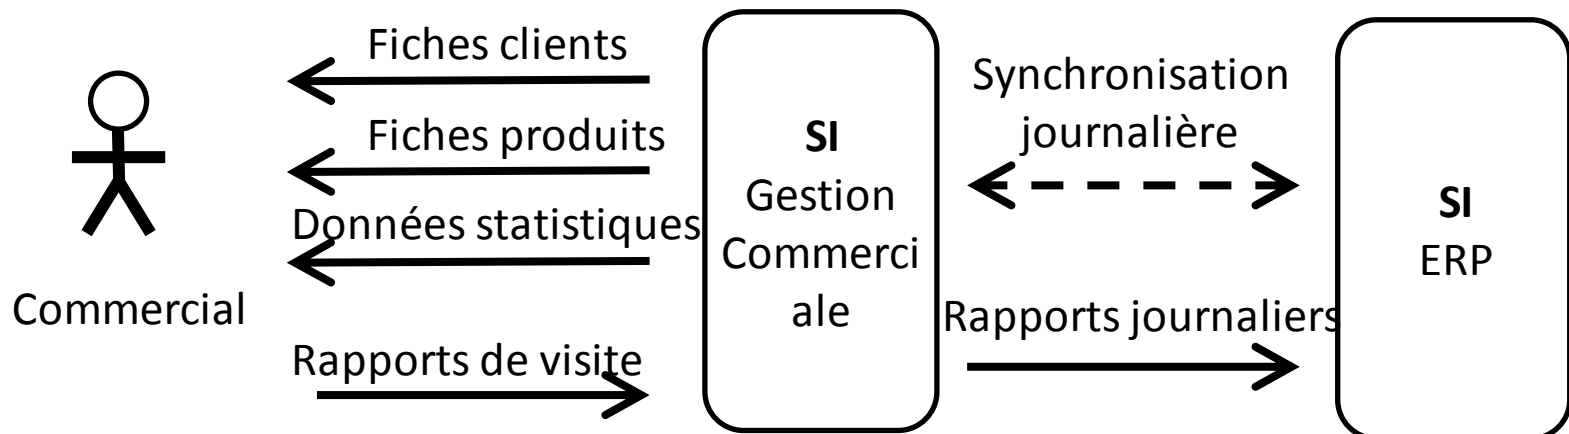 Fiches clients
Fiches produits
Données statistiques
Commercial
Rapports de visite
SI
Gestion
Commerci
ale
Synchronisation
journalière
Rapports journaliers
SI
ERP